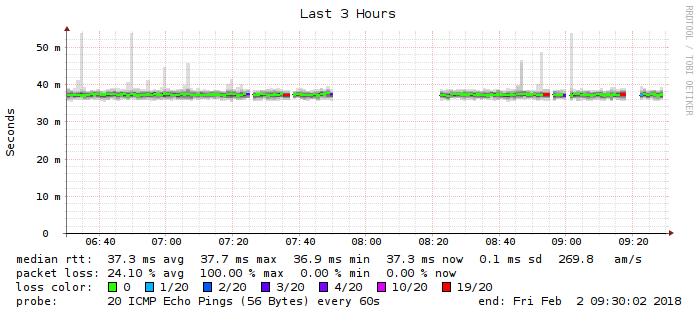 Last 3 Hours
RRDTOOL / TOBI OETIKER
Seconds
50 m
40 m
30 m
20 m
10 m
0
06:40 07:00 07:20 07:40 08:00 08:20 08:40 09:00 09:20
median rtt: 37.3 ms avg 37.7 ms max 36.9 ms min 37.3 ms now 0.1 ms sd 269.8 am/s
packet loss: 24.10 % avg 100.00 % max 0.00 % min 0.00 % now
loss color: 0 1/20 2/20 3/20 4/20 10/20 19/20
probe: 20 ICMP Echo Pings (56 Bytes) every 60s end: Fri Feb 2 09:30:02 2018